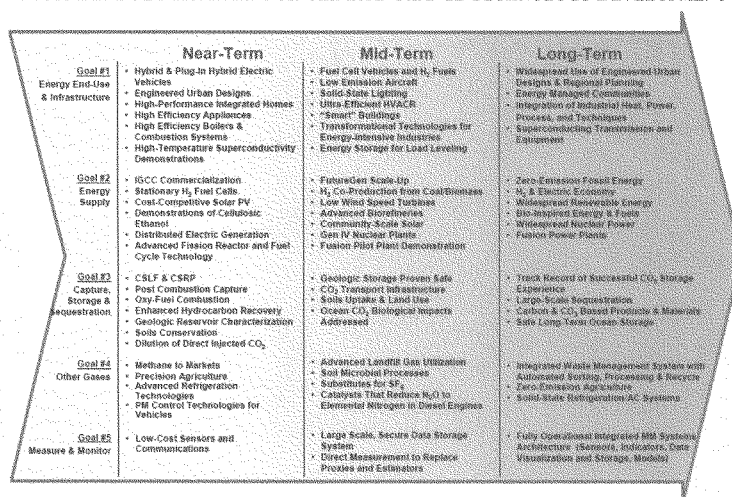 Near-Term
Mid-Term
Long-Term
Goal #1
Energy End-Use
& Infrastructure
• Hybrid & Plug-In Hybrid Electric
Vehicles
• Engineered Urban Designs
• High-Performance Integrated Homes
• High Efficiency Appliances
• High Efficiency Boilers &
Combustion Systems
• High-Temperature Superconductivity
Demonstrations
• Fuel Cell Vehicles and H₂ Fuels
• Low Emission Aircraft
• Solid-State Lighting
• Ultra-Efficient HVACR
• "Smart" Buildings
• Transformational Technologies for
Energy-Intensive Industries
• Energy Storage for Load Leveling
• Widespread Use of Engineered Urban
Designs & Regional Planning
• Energy Managed Communities
• Integration of Industrial Heat, Power,
Process, and Techniques
• Superconducting Transmission and
Equipment
Goal #2
Energy
Supply
• IGCC Commercialization
• Stationary H₂ Fuel Cells
• Cost-Competitive Solar PV
• Demonstrations of Cellulosic
Ethanol
• Distributed Electric Generation
• Advanced Fission Reactor and Fuel
Cycle Technology
• FutureGen Scale-Up
• H₂ Co-Production from Coal/Biomass
• Low Wind Speed Turbines
• Advanced Biorefineries
• Community-Scale Solar
• Gen IV Nuclear Plants
• Fusion Pilot Plant Demonstration
• Zero-Emission Fossil Energy
• H₂ & Electric Economy
• Widespread Renewable Energy
• Bio-Inspired Energy & Fuels
• Widespread Nuclear Power
• Fusion Power Plants
Goal #3
Capture,
Storage &
Sequestration
• CSLF & CSRP
• Post Combustion Capture
• Oxy-Fuel Combustion
• Enhanced Hydrocarbon Recovery
• Geologic Reservoir Characterization
• Soils Conservation
• Dilution of Direct Injected CO₂
• Geologic Storage Proven Safe
• CO₂ Transport Infrastructure
• Soils Uptake & Land Use
• Ocean CO₂ Biological Impacts
Addressed
• Track Record of Successful CO₂ Storage
Experience
• Large-Scale Sequestration
• Carbon & CO₂ Based Products & Materials
• Safe Long-Term Ocean Storage
Goal #4
Other Gases
• Methane to Markets
• Precision Agriculture
• Advanced Refrigeration
Technologies
• PM Control Technologies for
Vehicles
• Advanced Landfill Gas Utilization
• Soil Microbial Processes
• Substitutes for SF₆
• Catalysts That Reduce N₂O to
Elemental Nitrogen in Diesel Engines
• Integrated Waste Management System with
Automated Sorting, Processing & Recycle
• Zero-Emission Agriculture
• Solid-State Refrigeration/AC Systems
Goal #5
Measure & Monitor
• Low-Cost Sensors and
Communications
• Large Scale, Secure Data Storage
System
• Direct Measurement to Replace
Proxies and Estimators
• Fully Operational Integrated MM Systems
Architecture (Sensors, Indicators, Data
Visualization and Storage, Models)